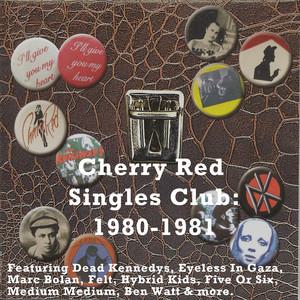 I'll give
you my
heart
I'll give
you my
heart
Cherry Red
Singles Club:
1980-1981
Featuring Dead Kennedys, Eyeless In Gaza,
Marc Bolan, Felt, Hybrid Kids, Five Or Six,
Medium Medium, Ben Watt & more.